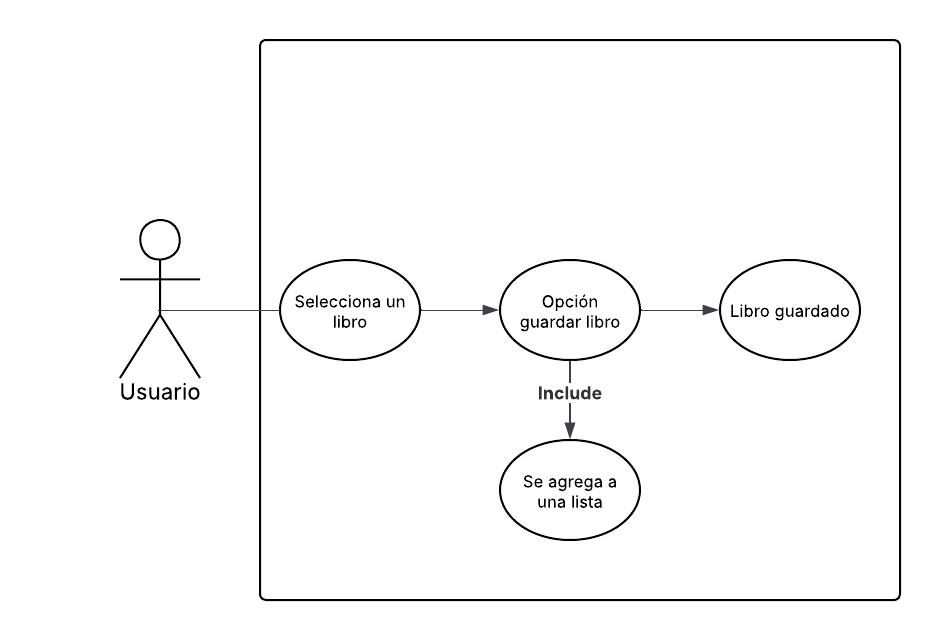 Selecciona un
libro
Opción
guardar libro
Libro guardado
Usuario
Include
Se agrega a
una lista